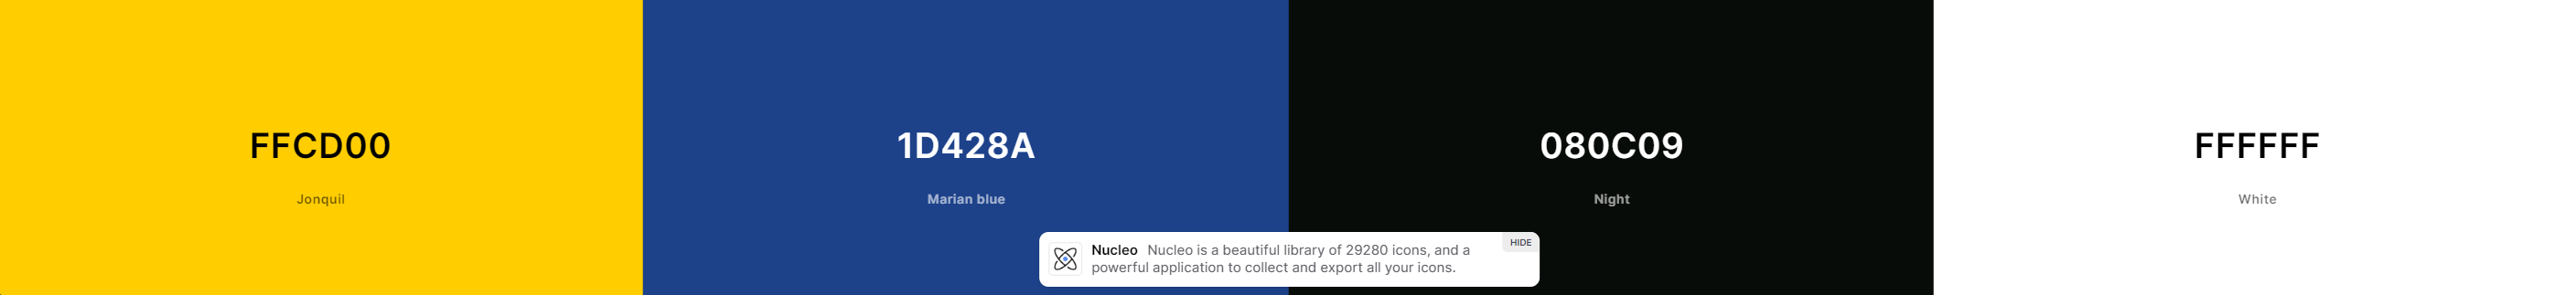 FFCD00
Jonquil
1D428A
Marian blue
080C09
Night
FFFFFF
White
Nucleo Nucleo is a beautiful library of 29280 icons, and a
powerful application to collect and export all your icons.
HIDE